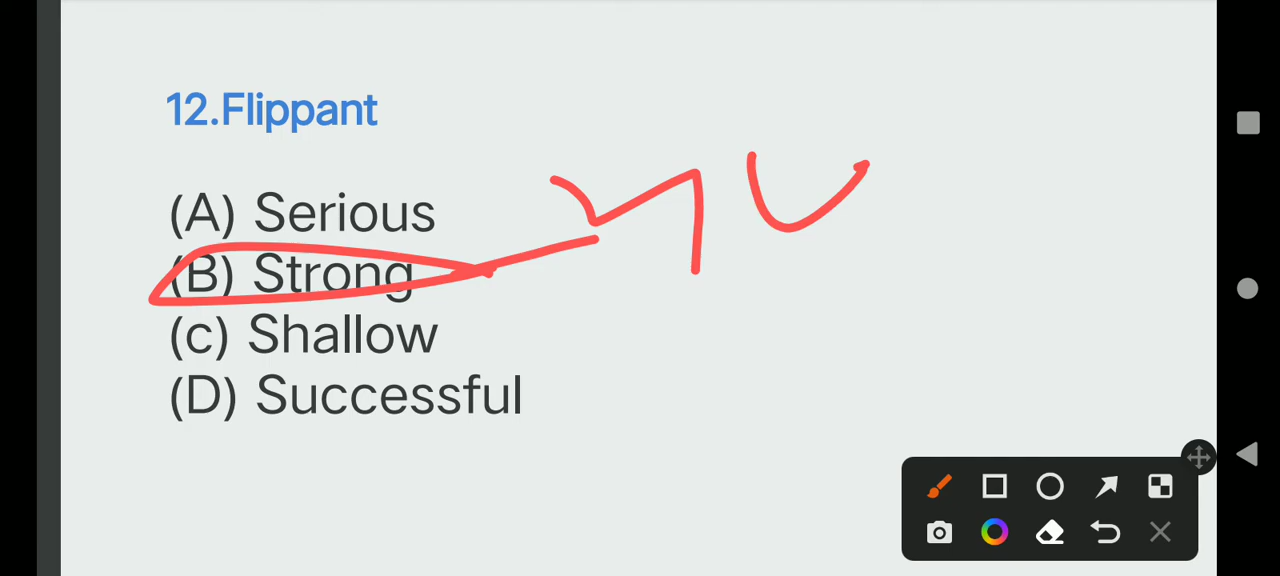 12.Flippant
(A) Serious
(B) Strong
(c) Shallow
(D) Successful